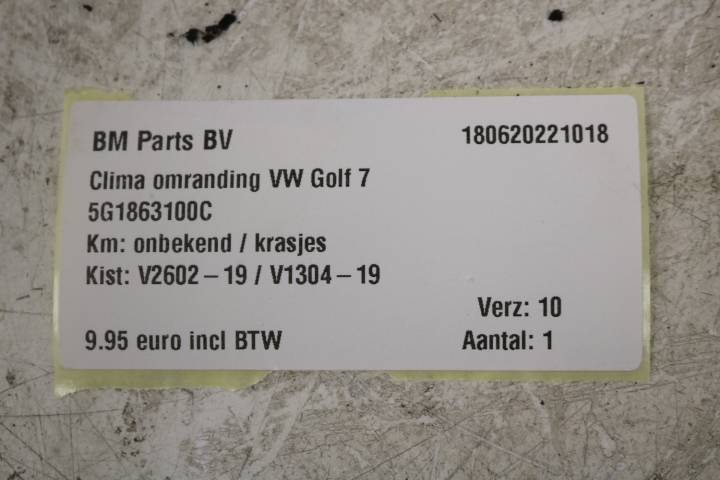 BM Parts BV 180620221018
Clima omranding VW Golf 7
5G1863100C
Km: onbekend / krasjes
Kist: V2602 – 19 / V1304 – 19
Verz: 10
9.95 euro incl BTW Aantal: 1